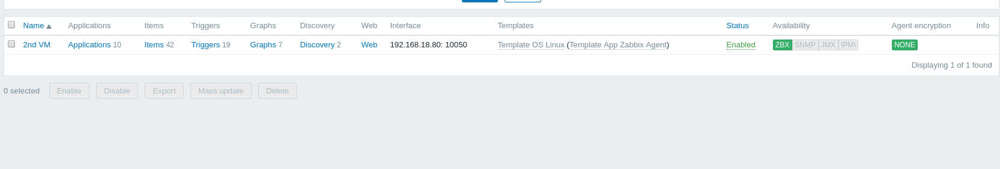 Name Applications Items Triggers Graphs Discovery Web Interface Templates Status Availability Agent encryption Info
2nd VM Applications 10 Items 42 Triggers 19 Graphs 7 Discovery 2 Web 192.168.18.80: 10050 Template OS Linux (Template App Zabbix Agent) Enabled ZBX SNMP JMX IPMI NONE
Displaying 1 of 1 found
0 selected Enable Disable Export Mass update Delete